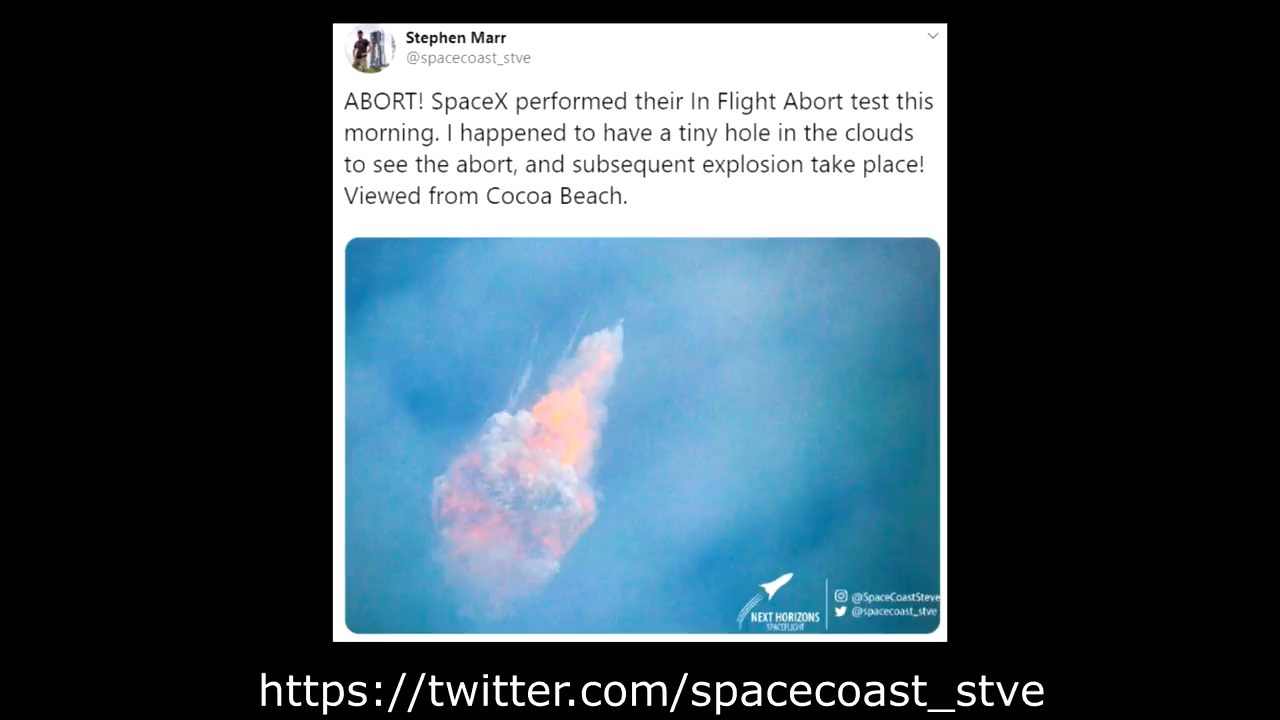 Stephen Marr
@spacecoast_stve
ABORT! SpaceX performed their In Flight Abort test this
morning. I happened to have a tiny hole in the clouds
to see the abort, and subsequent explosion take place!
Viewed from Cocoa Beach.
NEXT HORIZONS
SPACEFLIGHT
@SpaceCoastSteve
@spacecoast_stve
https://twitter.com/spacecoast_stve